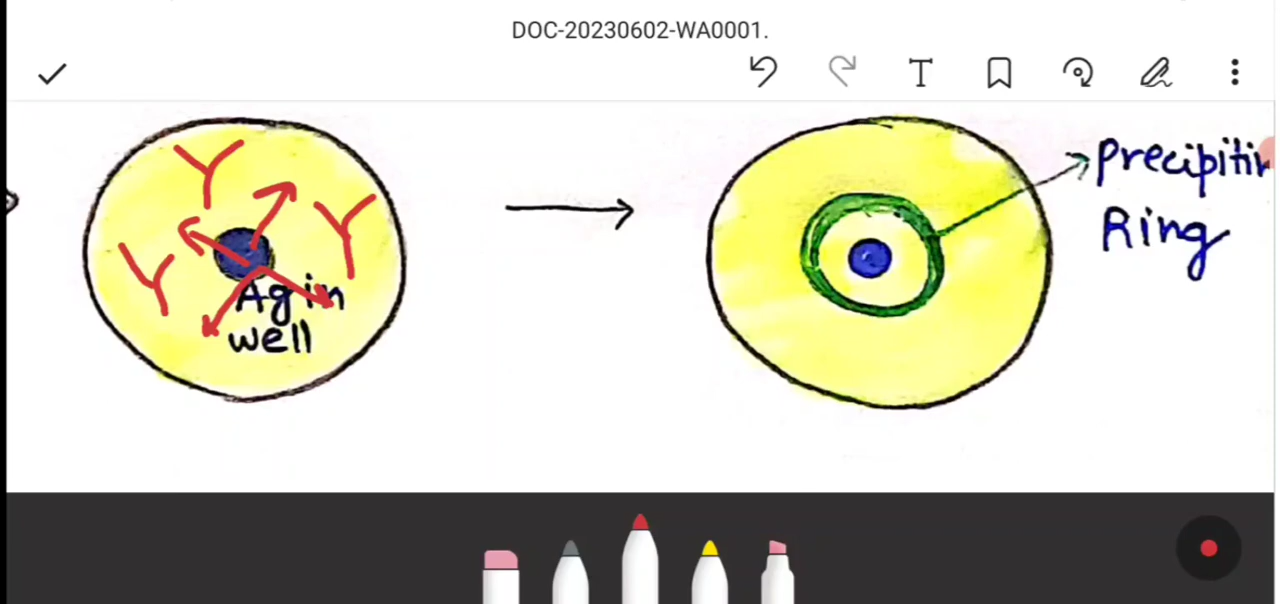 DOC-20230602-WA0001.
T
Ag in
well
Precipitin
Ring